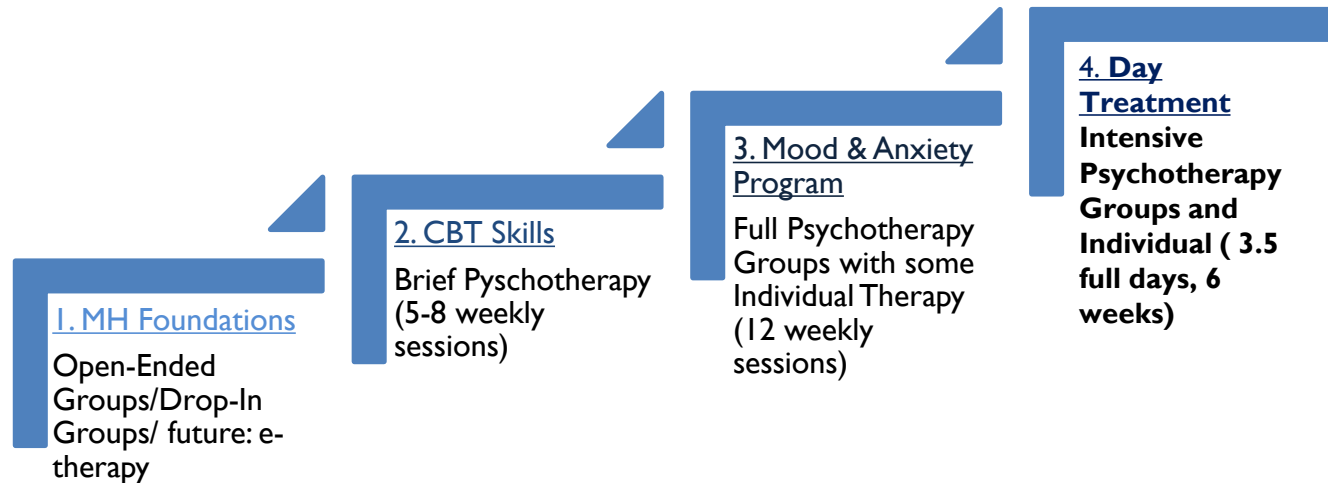 1. MH Foundations
Open-Ended
Groups/Drop-In
Groups/ future: e-
therapy
2. CBT Skills
Brief Pyschotherapy
(5-8 weekly
sessions)
3. Mood & Anxiety
Program
Full Psychotherapy
Groups with some
Individual Therapy
(12 weekly
sessions)
4. Day
Treatment
Intensive
Psychotherapy
Groups and
Individual ( 3.5
full days, 6
weeks)